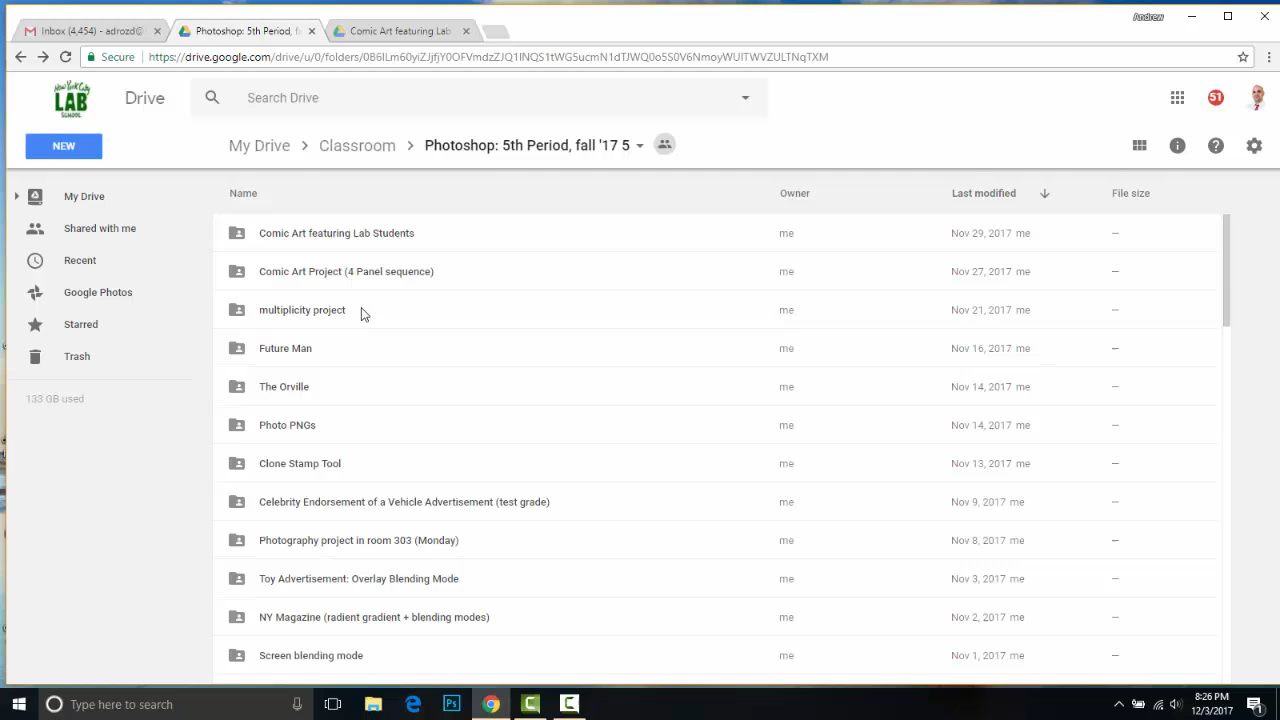 Andrew
Inbox (4,454) - adrozd@
Photoshop: 5th Period, f
Comic Art featuring Lab
Secure
https://drive.google.com/drive/u/0/folders/
New York City
LAB
SCHOOL
Drive
Search Drive
51
NEW
My Drive > Classroom > Photoshop: 5th Period, fall '17 5
My Drive
Shared with me
Recent
Google Photos
Starred
Trash
133 GB used
Name Owner Last modified File size
Comic Art featuring Lab Students me Nov 29, 2017 me —
Comic Art Project (4 Panel sequence) me Nov 27, 2017 me —
multiplicity project me Nov 21, 2017 me —
Future Man me Nov 16, 2017 me —
The Orville me Nov 14, 2017 me —
Photo PNGs me Nov 14, 2017 me —
Clone Stamp Tool me Nov 13, 2017 me —
Celebrity Endorsement of a Vehicle Advertisement (test grade) me Nov 9, 2017 me —
Photography project in room 303 (Monday) me Nov 8, 2017 me —
Toy Advertisement: Overlay Blending Mode me Nov 3, 2017 me —
NY Magazine (radient gradient + blending modes) me Nov 2, 2017 me —
Screen blending mode me Nov 1, 2017 me —
Type here to search
Ps
8:26 PM
12/3/2017
1